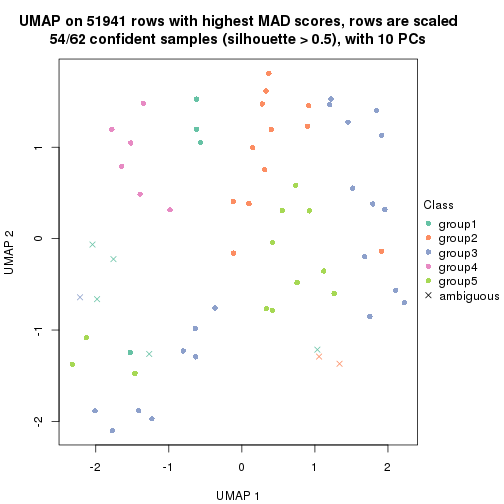 UMAP on 51941 rows with highest MAD scores, rows are scaled
54/62 confident samples (silhouette > 0.5), with 10 PCs
UMAP 2
1
0
-1
-2
-2
-1
0
1
2
UMAP 1
Class
group1
group2
group3
group4
group5
ambiguous